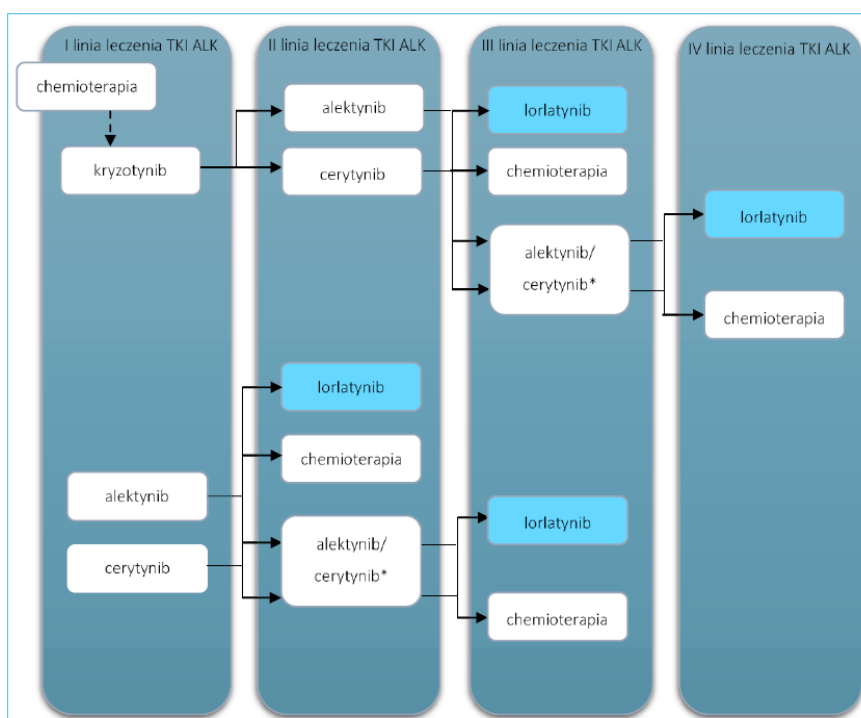 I linia leczenia TKI ALK
chemioterapia
kryzotynib
alektynib
cerytynib
II linia leczenia TKI ALK
alektynib
cerytynib
lorlatynib
chemioterapia
alektynib/
cerytynib*
III linia leczenia TKI ALK
lorlatynib
chemioterapia
alektynib/
cerytynib*
lorlatynib
chemioterapia
IV linia leczenia TKI ALK
lorlatynib
chemioterapia